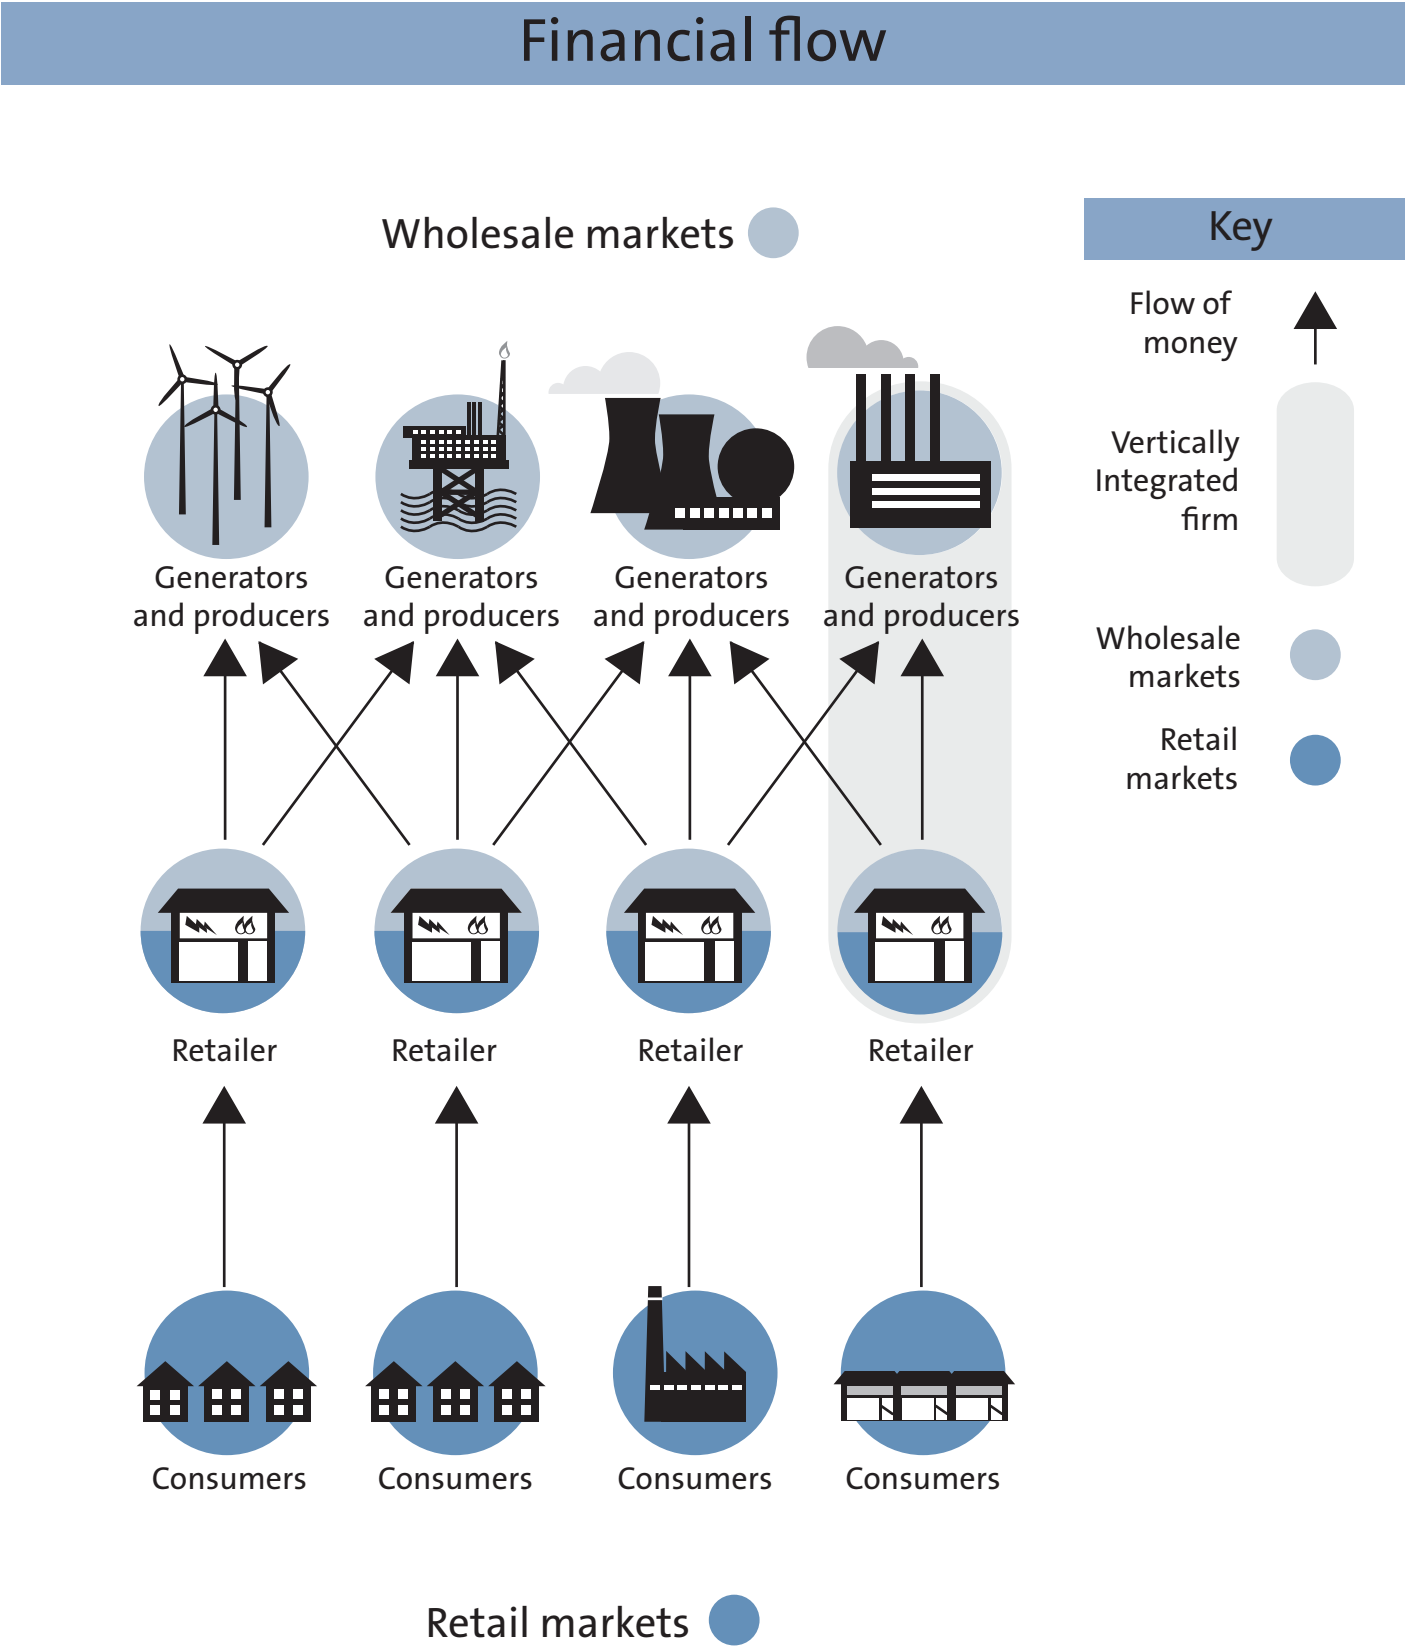 Financial flow
Wholesale markets
Key
Flow of
money
Vertically
Integrated
firm
Wholesale
markets
Retail
markets
Generators
and producers
Generators
and producers
Generators
and producers
Generators
and producers
Retailer
Retailer
Retailer
Retailer
Consumers
Consumers
Consumers
Consumers
Retail markets